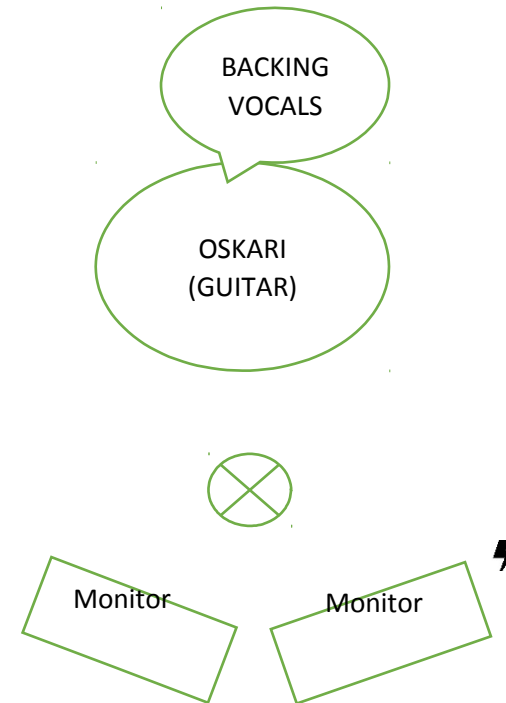 BACKING
VOCALS
OSKARI
(GUITAR)
Monitor
Monitor